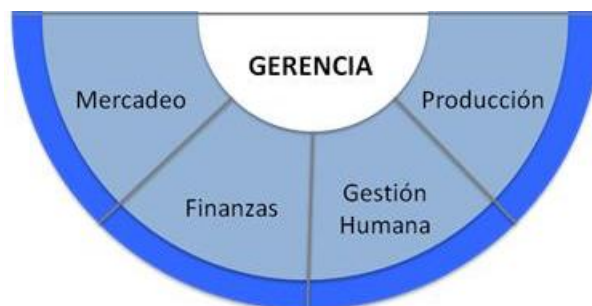 GERENCIA
Mercadeo
Producción
Finanzas
Gestión
Humana